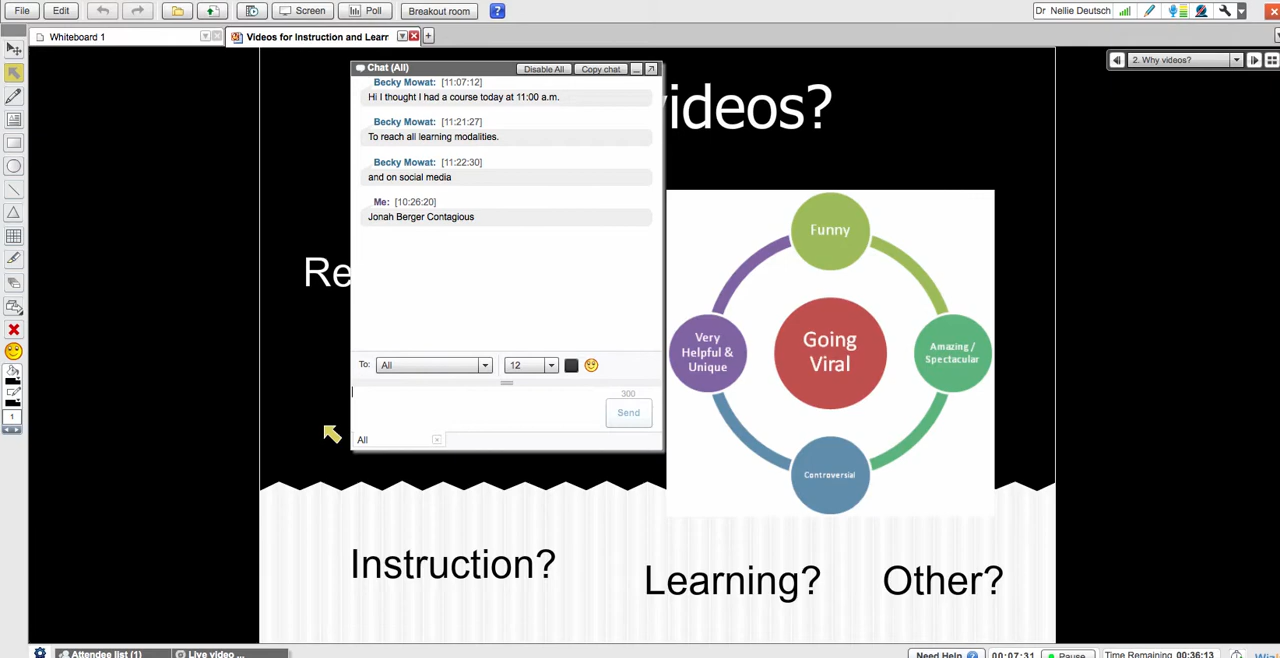 File Edit Screen Poll Breakout room ? Dr Nellie Deutsch
Whiteboard 1 Videos for Instruction and Learr
2. Why videos?
videos?
Chat (All) Disable All Copy chat
Becky Mowat: [11:07:12]
Hi I thought I had a course today at 11:00 a.m.
Becky Mowat: [11:21:27]
To reach all learning modalities.
Becky Mowat: [11:22:30]
and on social media
Me: [10:26:20]
Jonah Berger Contagious
To: All 12
300
Send
All
Re
Funny
Very
Helpful &
Unique
Going
Viral
Amazing /
Spectacular
Controversial
Instruction?
Learning?
Other?
1
Attendee list (1) Live video ... Need Help ? 00:07:31 Pause Time Remaining 00:36:13